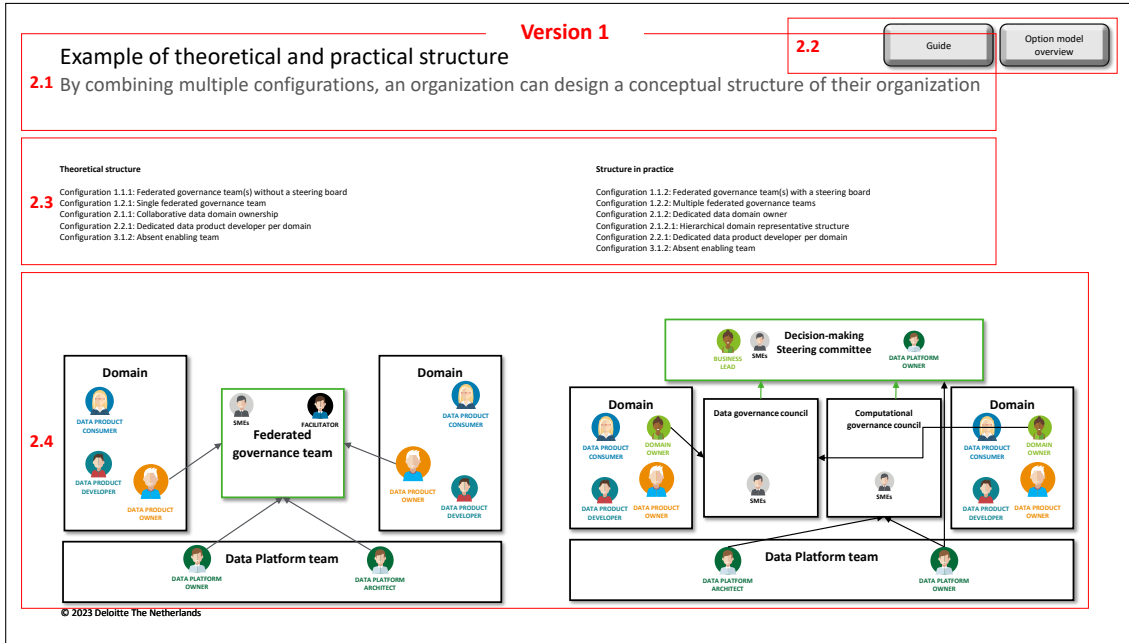 Version 1
Example of theoretical and practical structure
2.1 By combining multiple configurations, an organization can design a conceptual structure of their organization
2.2
Guide
Option model
overview
2.3
Theoretical structure
Configuration 1.1.1: Federated governance team(s) without a steering board
Configuration 1.2.1: Single federated governance team
Configuration 2.1.1: Collaborative data domain ownership
Configuration 2.2.1: Dedicated data product developer per domain
Configuration 3.1.2: Absent enabling team
Structure in practice
Configuration 1.1.2: Federated governance team(s) with a steering board
Configuration 1.2.2: Multiple federated governance teams
Configuration 2.1.2: Dedicated data domain owner
Configuration 2.1.2.1: Hierarchical domain representative structure
Configuration 2.2.1: Dedicated data product developer per domain
Configuration 3.1.2: Absent enabling team
2.4
Domain
DATA PRODUCT
CONSUMER
DATA PRODUCT
DEVELOPER
DATA PRODUCT
OWNER
SMEs
FACILITATOR
Federated
governance team
Domain
DATA PRODUCT
CONSUMER
DATA PRODUCT
OWNER
DATA PRODUCT
DEVELOPER
Data Platform team
DATA PLATFORM
OWNER
DATA PLATFORM
ARCHITECT
Decision-making
Steering committee
BUSINESS
LEAD
SMEs
DATA PLATFORM
OWNER
Domain
DATA PRODUCT
CONSUMER
DOMAIN
OWNER
DATA PRODUCT
DEVELOPER
DATA PRODUCT
OWNER
Data governance council
SMEs
Computational
governance council
SMEs
Domain
DATA PRODUCT
CONSUMER
DOMAIN
OWNER
DATA PRODUCT
DEVELOPER
DATA PRODUCT
OWNER
Data Platform team
DATA PLATFORM
ARCHITECT
DATA PLATFORM
OWNER
© 2023 Deloitte The Netherlands